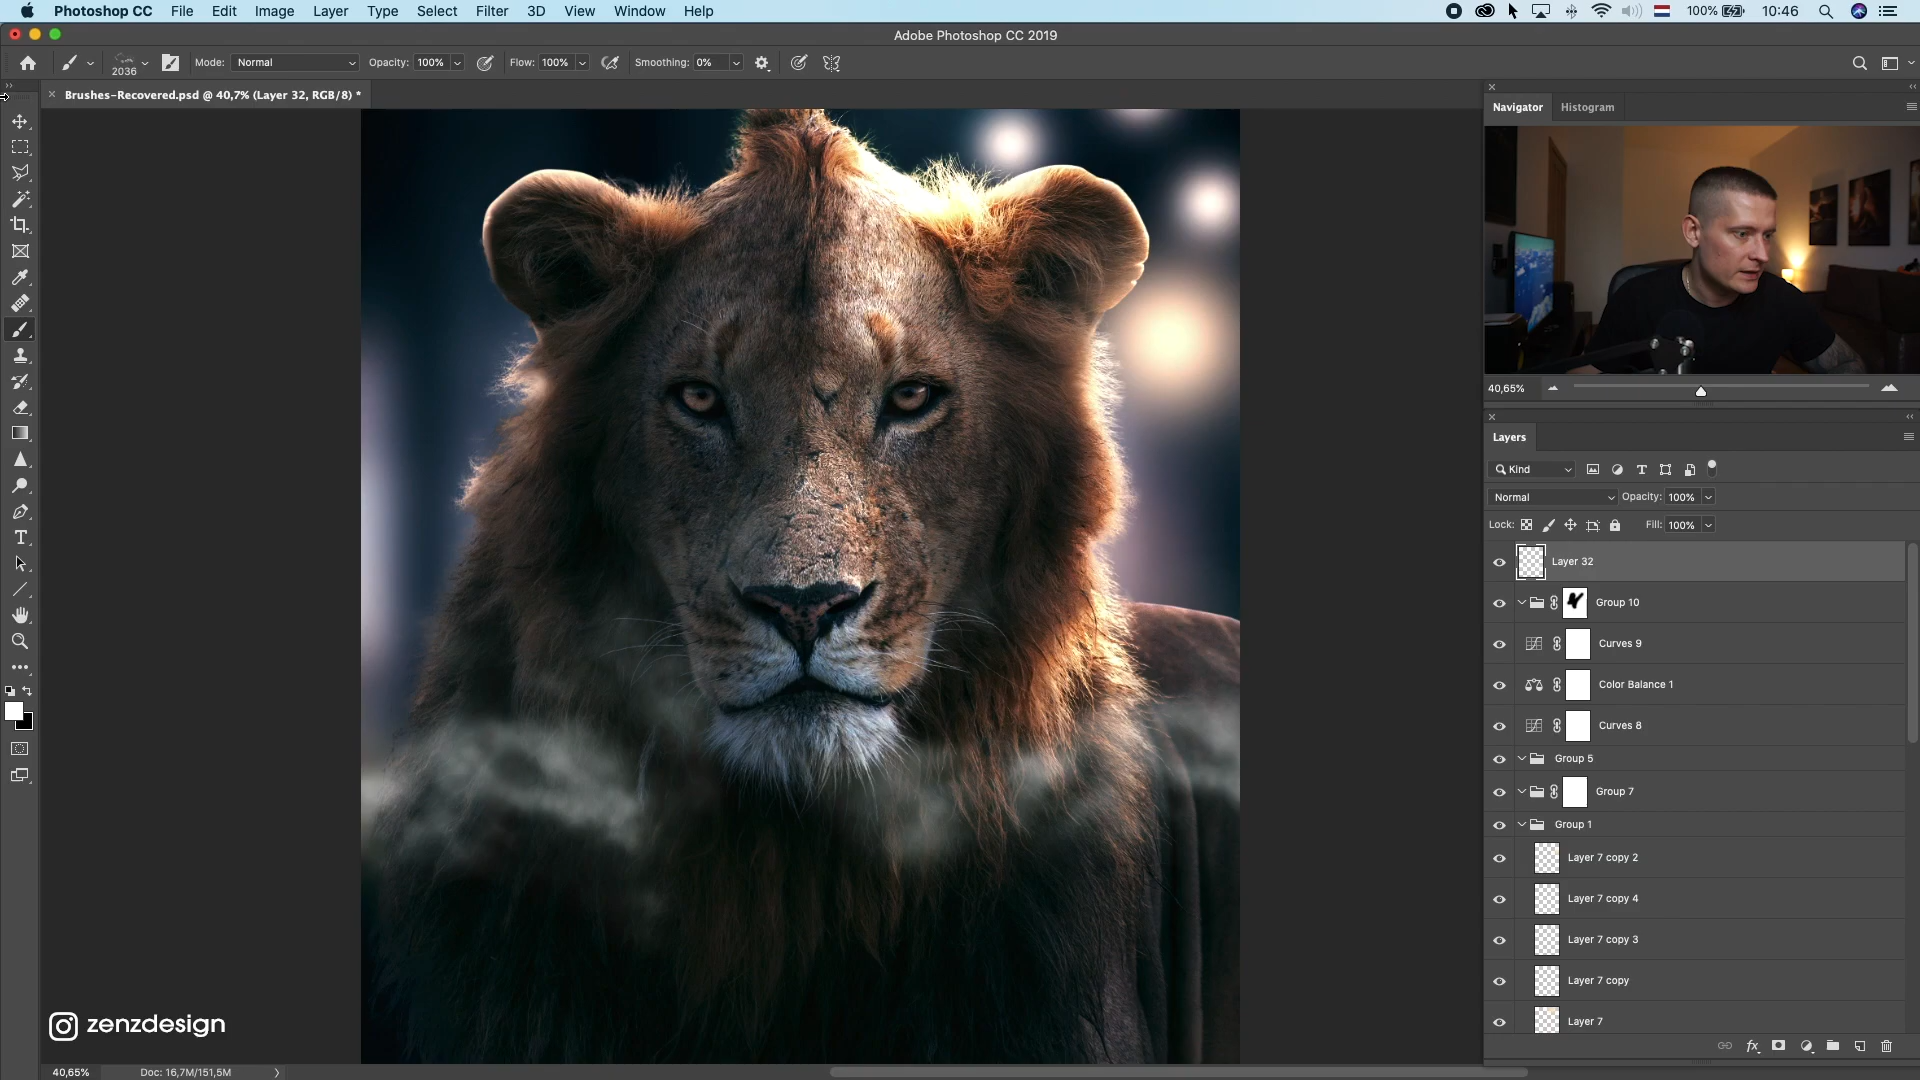 Photoshop CC File Edit Image Layer Type Select Filter 3D View Window Help 100% 10:46
Adobe Photoshop CC 2019
2036 Mode: Normal Opacity: 100% Flow: 100% Smoothing: 0%
Brushes-Recovered.psd @ 40,7% (Layer 32, RGB/8) *
Navigator Histogram
40,65%
Layers
Kind
Normal Opacity: 100%
Lock: Fill: 100%
Layer 32
Group 10
Curves 9
Color Balance 1
Curves 8
Group 5
Group 7
Group 1
Layer 7 copy 2
Layer 7 copy 4
Layer 7 copy 3
Layer 7 copy
Layer 7
zenzdesign
40,65% Doc: 16,7M/151,5M